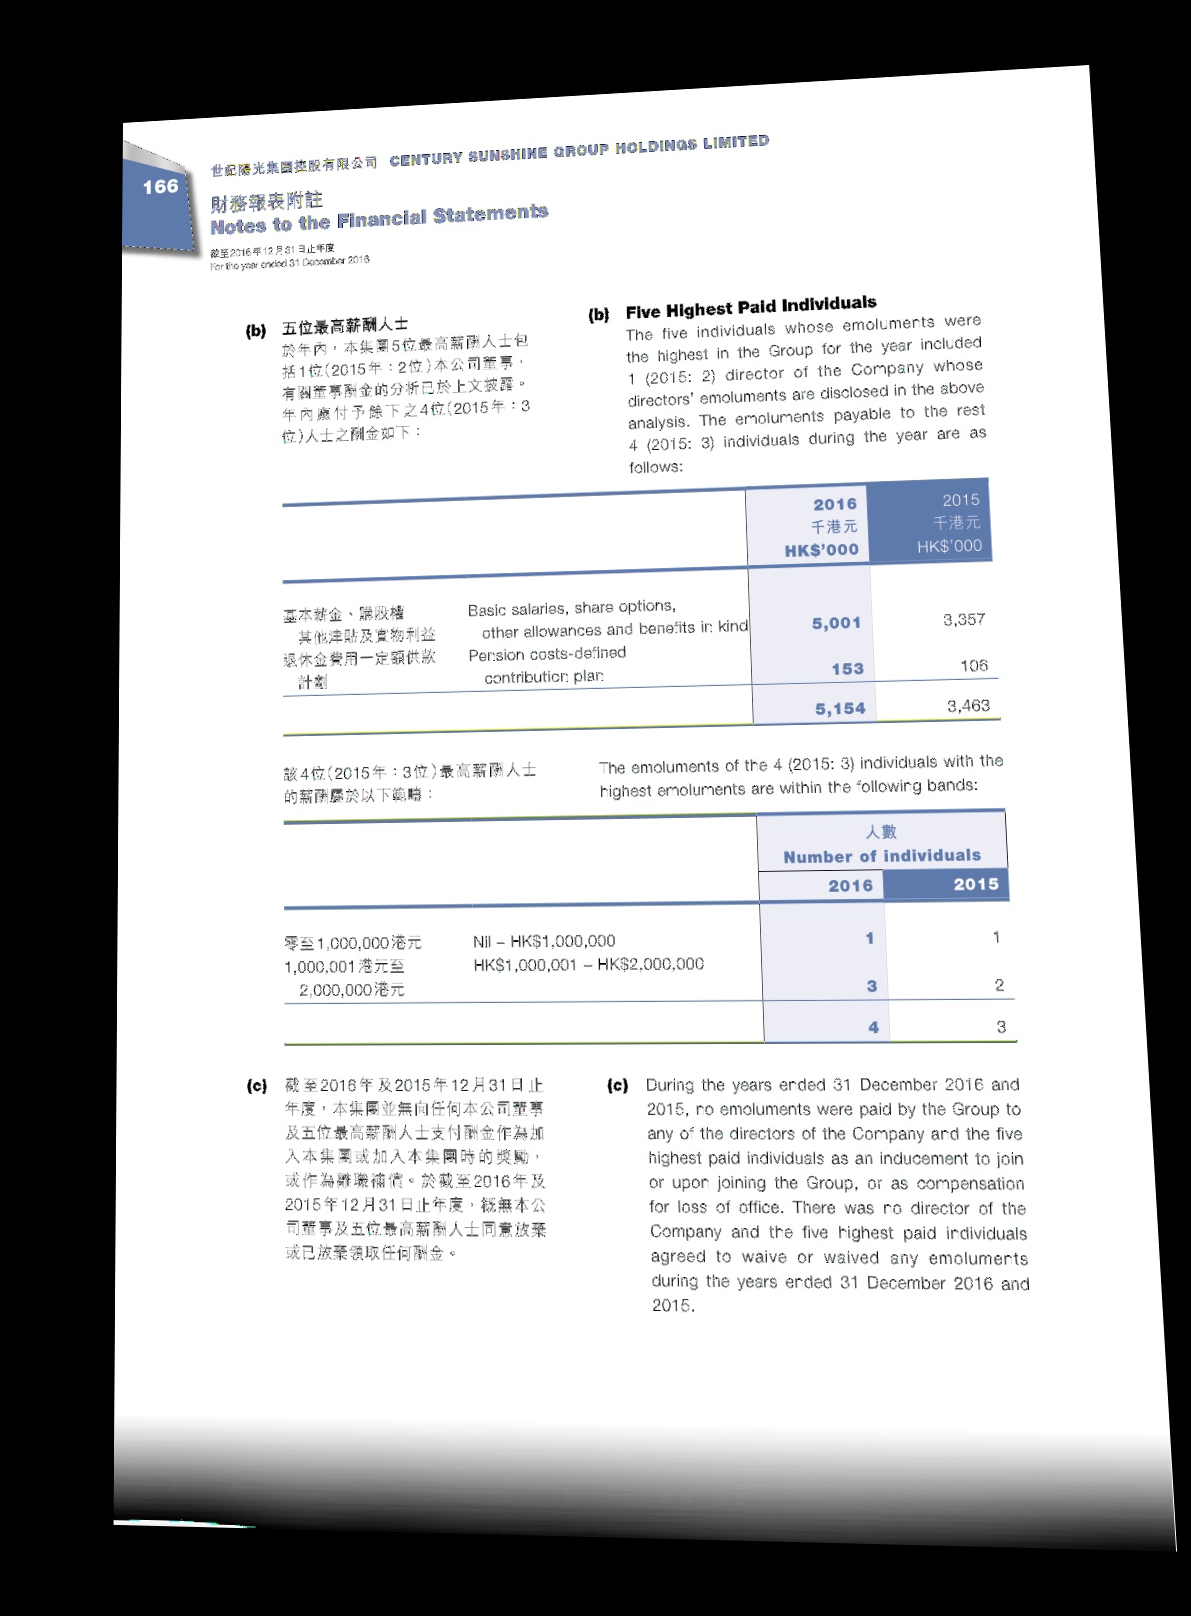 166
世紀陽光集團控股有限公司 CENTURY SUNSHINE GROUP HOLDINGS LIMITED
財務報表附註
Notes to the Financial Statements
截至2016年12月31日止年度
For the year ended 31 December 2016
(b) 五位最高薪酬人士
於年內，本集團5位最高薪酬人士包
括1位(2015年：2位)本公司董事，
有關董事酬金的分析已於上文披露。
年內應付予餘下之4位(2015年：3
位)人士之酬金如下：
(b) Five Highest Paid Individuals
The five individuals whose emoluments were
the highest in the Group for the year included
1 (2015: 2) director of the Company whose
directors' emoluments are disclosed in the above
analysis. The emoluments payable to the rest
4 (2015: 3) individuals during the year are as
follows:
2016 2015
千港元 千港元
HK$'000 HK$'000
基本薪金、購股權 Basic salaries, share options,
其他津貼及實物利益 other allowances and benefits in kind 5,001 3,357
退休金費用－定額供款 Pension costs-defined
計劃 contribution plan 153 106
5,154 3,463
該4位(2015年：3位)最高薪酬人士
的薪酬屬於以下範疇：
The emoluments of the 4 (2015: 3) individuals with the
highest emoluments are within the following bands:
人數
Number of individuals
2016 2015
零至1,000,000港元 Nil – HK$1,000,000 1 1
1,000,001港元至 HK$1,000,001 – HK$2,000,000
2,000,000港元 3 2
4 3
(c) 截至2016年及2015年12月31日止
年度，本集團並無向任何本公司董事
及五位最高薪酬人士支付酬金作為加
入本集團或加入本集團時的獎勵，
或作為離職補償。於截至2016年及
2015年12月31日止年度，概無本公
司董事及五位最高薪酬人士同意放棄
或已放棄領取任何酬金。
(c) During the years ended 31 December 2016 and
2015, no emoluments were paid by the Group to
any of the directors of the Company and the five
highest paid individuals as an inducement to join
or upon joining the Group, or as compensation
for loss of office. There was no director of the
Company and the five highest paid individuals
agreed to waive or waived any emoluments
during the years ended 31 December 2016 and
2015.